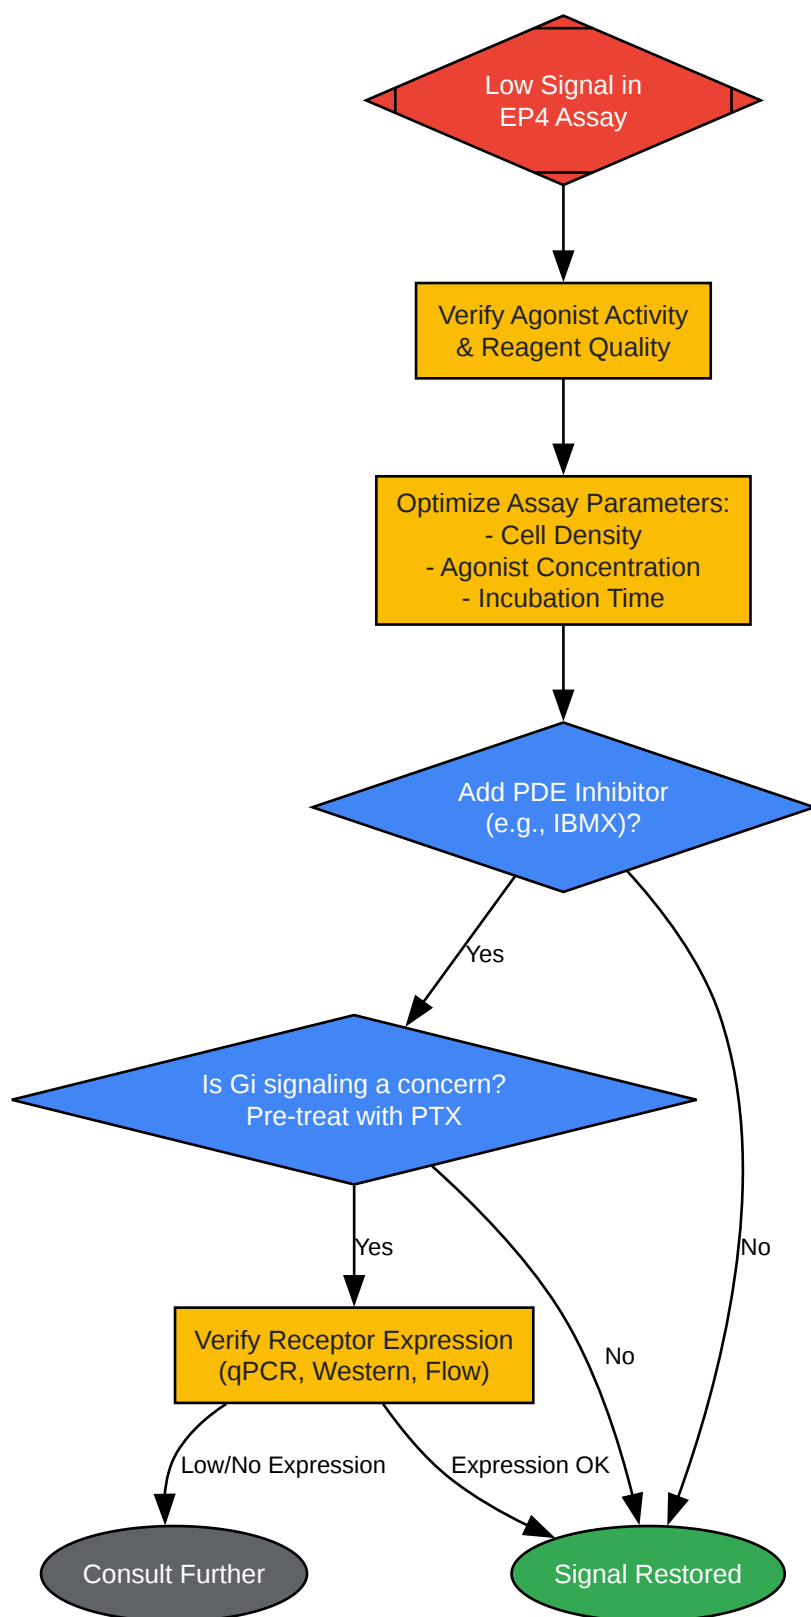 Low Signal in
EP4 Assay
Verify Agonist Activity
& Reagent Quality
Optimize Assay Parameters:
- Cell Density
- Agonist Concentration
- Incubation Time
Add PDE Inhibitor
(e.g., IBMX)?
Yes
Is Gi signaling a concern?
Pre-treat with PTX
Yes
No
Verify Receptor Expression
(qPCR, Western, Flow)
No
Low/No Expression
Expression OK
Consult Further
Signal Restored